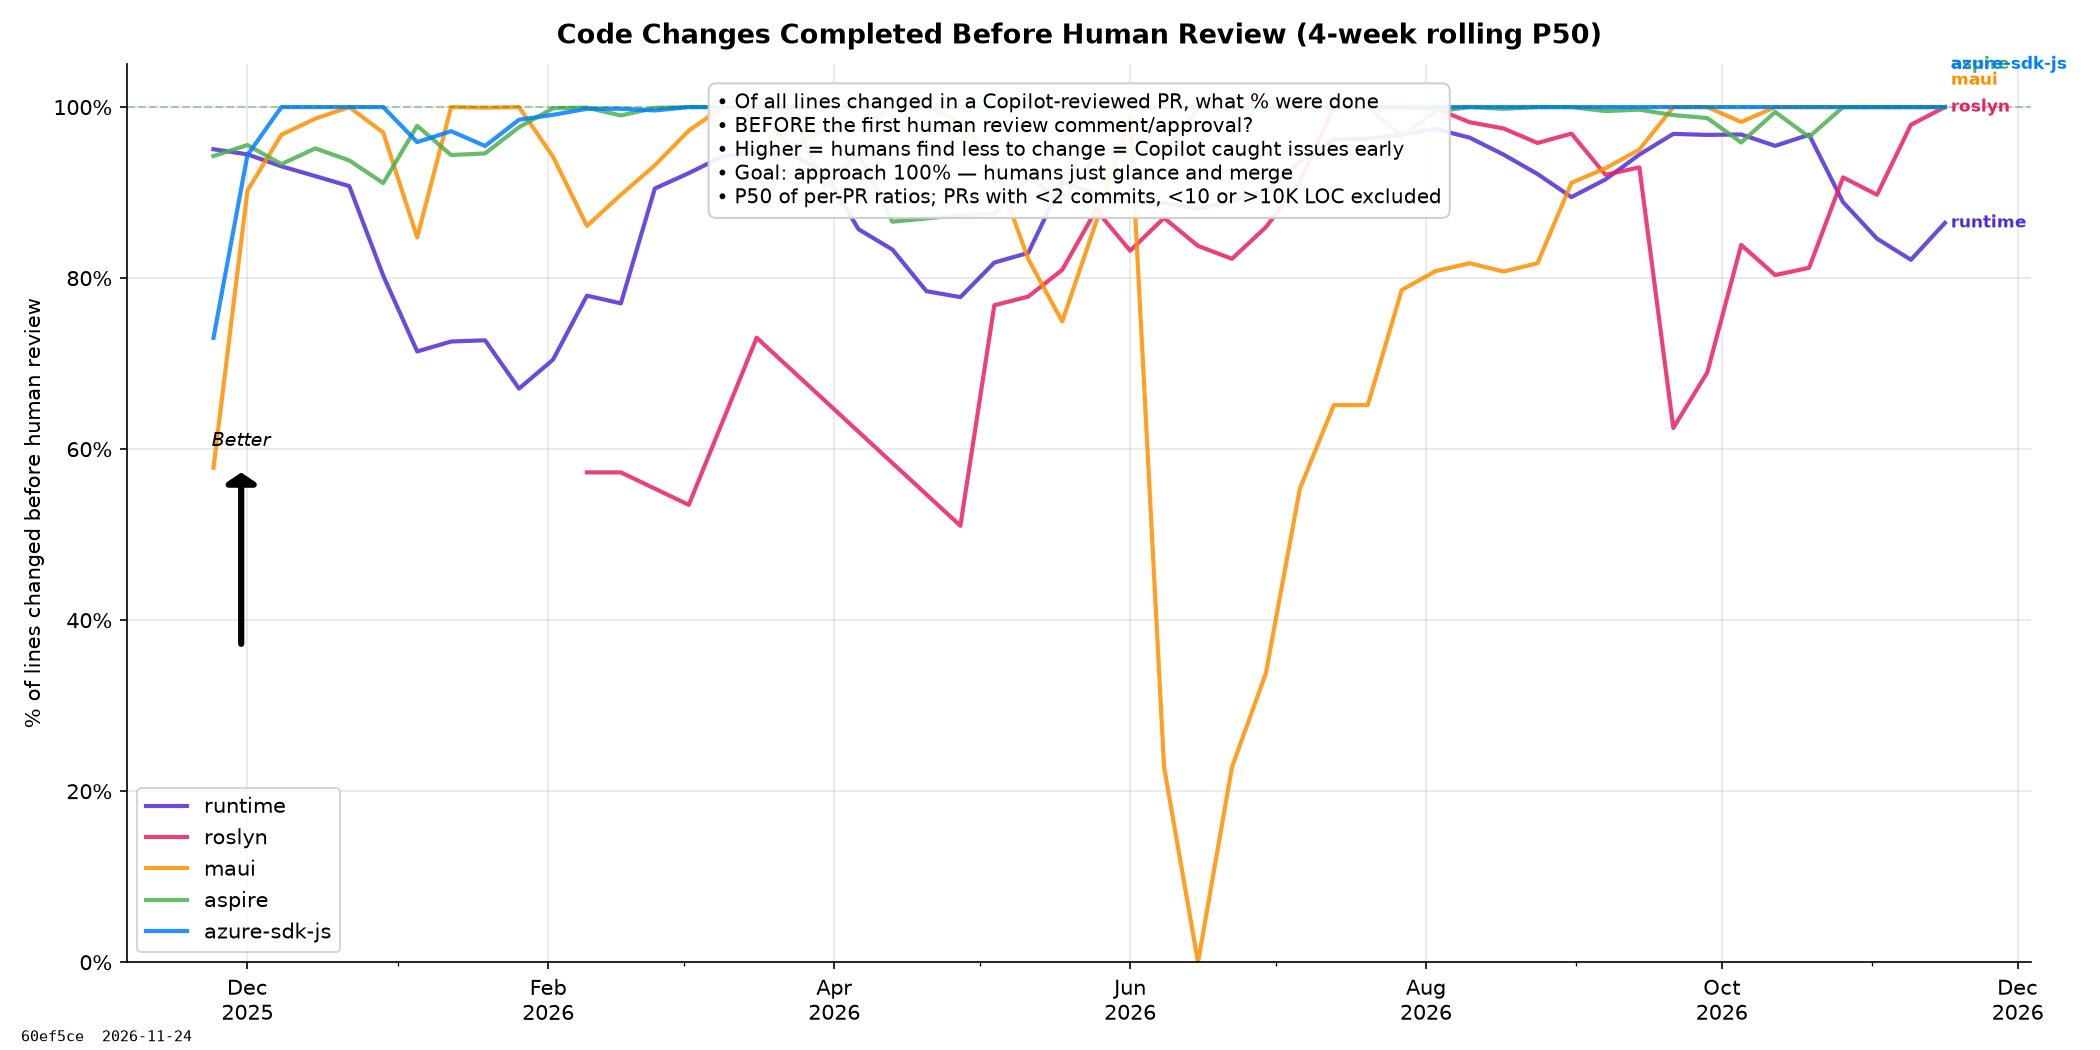 Code Changes Completed Before Human Review (4-week rolling P50)
• Of all lines changed in a Copilot-reviewed PR, what % were done
• BEFORE the first human review comment/approval?
• Higher = humans find less to change = Copilot caught issues early
• Goal: approach 100% — humans just glance and merge
• P50 of per-PR ratios; PRs with <2 commits, <10 or >10K LOC excluded
aspire
azure-sdk-js
maui
roslyn
runtime
% of lines changed before human review
100%
80%
60%
40%
20%
0%
Better
runtime
roslyn
maui
aspire
azure-sdk-js
Dec
2025
Feb
2026
Apr
2026
Jun
2026
Aug
2026
Oct
2026
Dec
2026
60ef5ce 2026-11-24